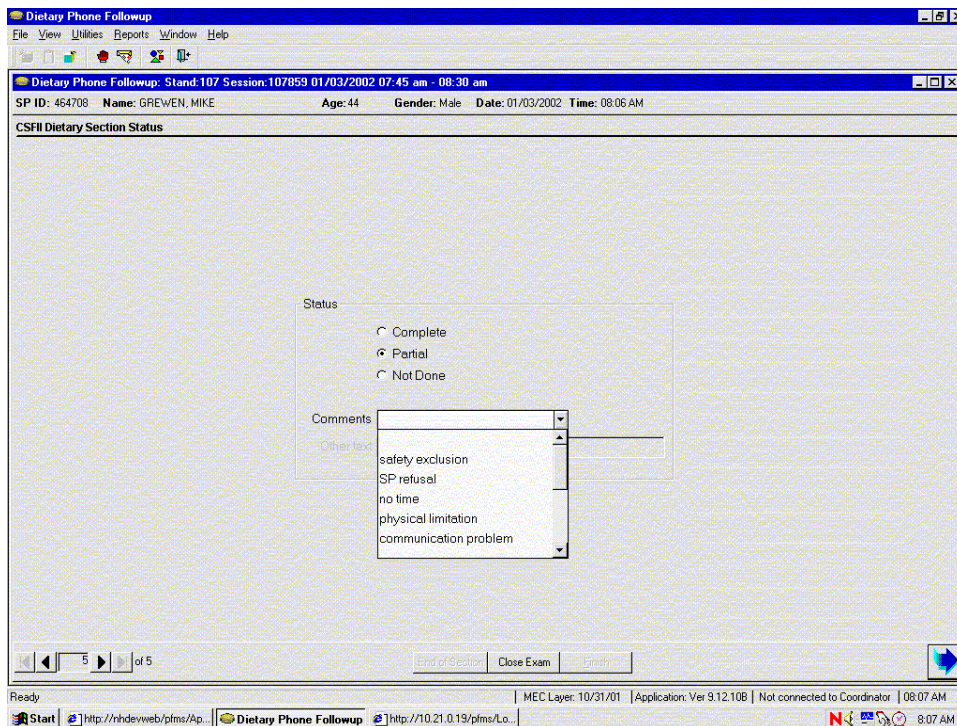 Dietary Phone Followup
File View Utilities Reports Window Help
Dietary Phone Followup: Stand:107 Session:107859 01/03/2002 07:45 am - 08:30 am
SP ID: 464708 Name: GREWEN, MIKE Age: 44 Gender: Male Date: 01/03/2002 Time: 08:06 AM
CSFII Dietary Section Status
Status
Complete
Partial
Not Done
Comments
Other text
safety exclusion
SP refusal
no time
physical limitation
communication problem
5 of 5 End of Section Close Exam Finish
Ready MEC Layer: 10/31/01 Application: Ver 9.12.10B Not connected to Coordinator 08:07 AM
Start http://nhdevweb/pfms/Ap... Dietary Phone Followup http://10.21.0.19/pfms/Lo... N 8:07 AM